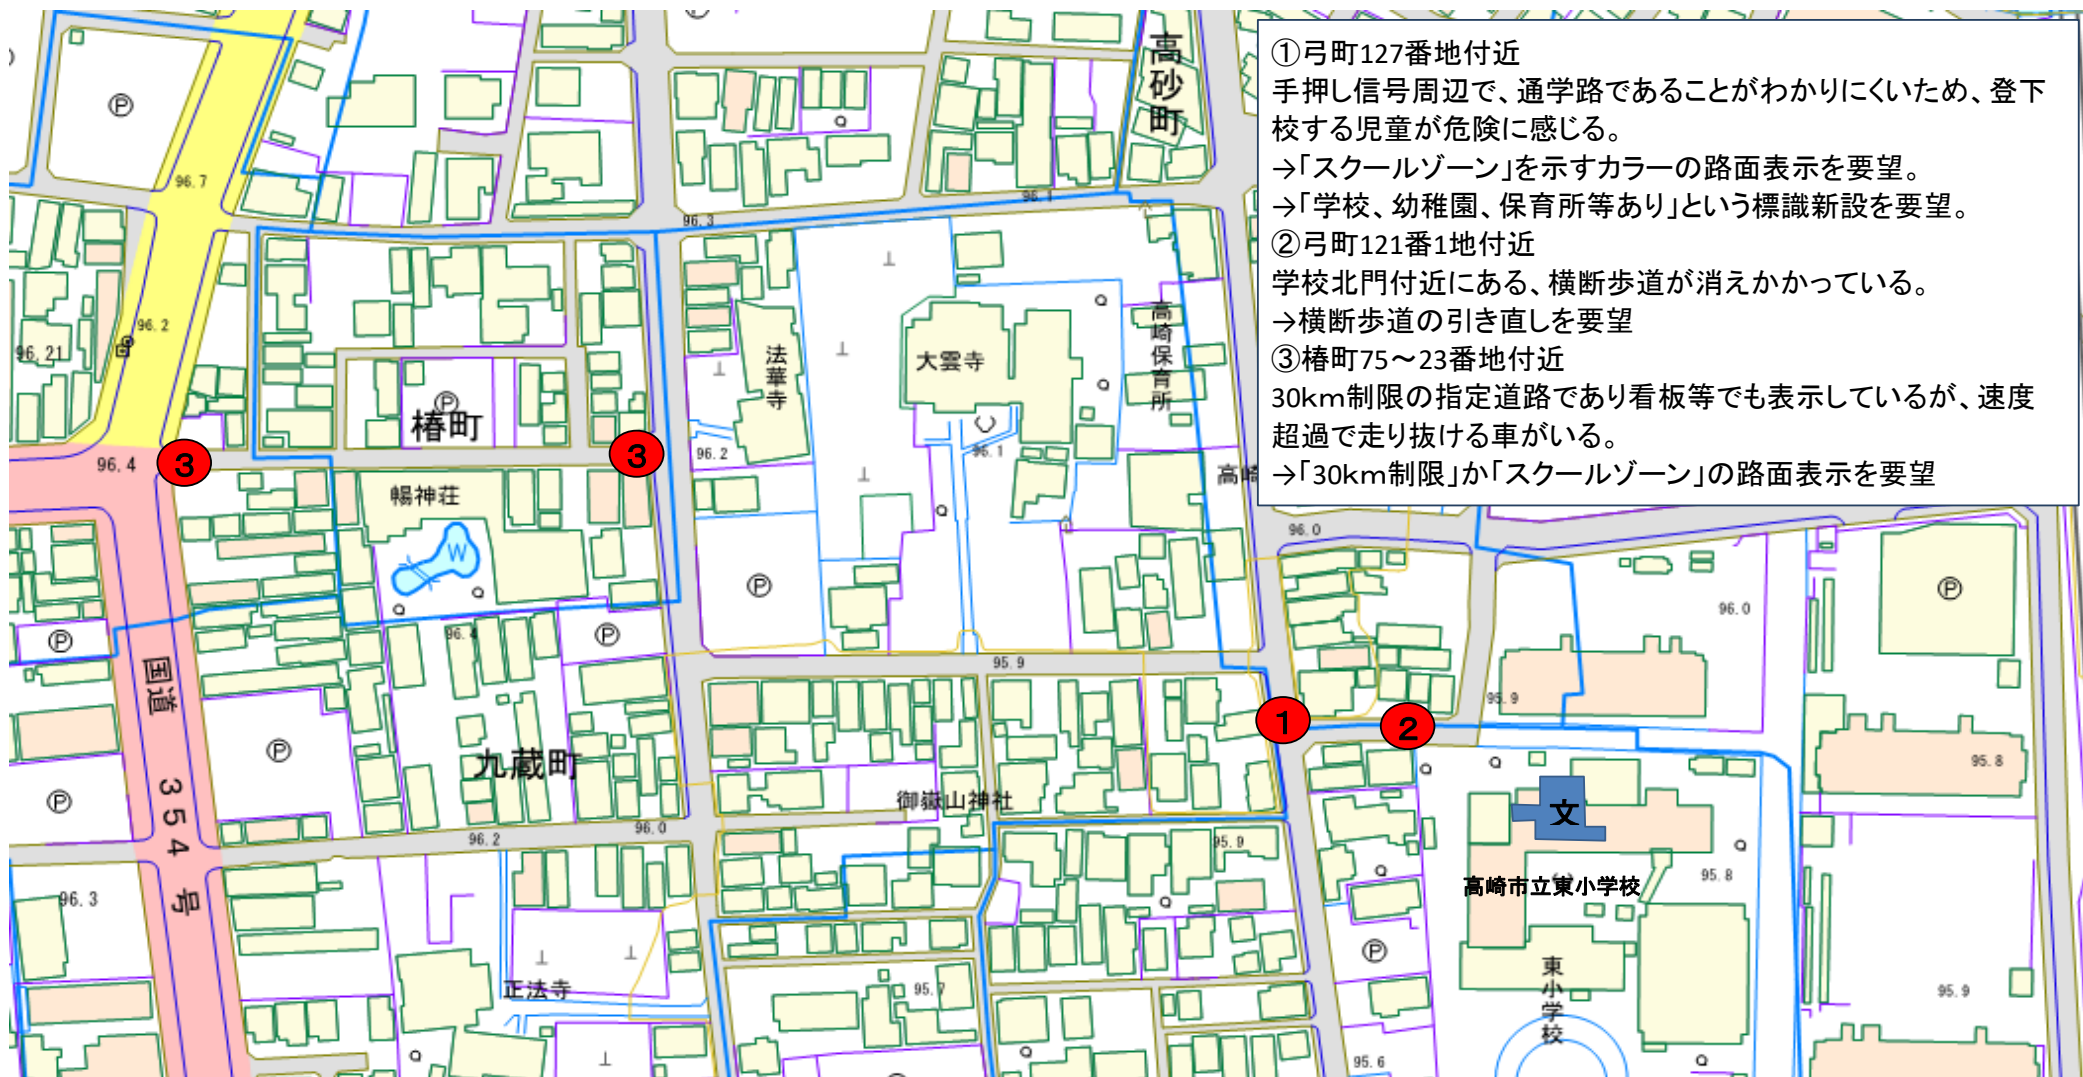 ①弓町127番地付近
手押し信号周辺で、通学路であることがわかりにくいため、登下
校する児童が危険に感じる。
→「スクールゾーン」を示すカラーの路面表示を要望。
→「学校、幼稚園、保育所等あり」という標識新設を要望。
②弓町121番1地付近
学校北門付近にある、横断歩道が消えかかっている。
→横断歩道の引き直しを要望
③椿町75～23番地付近
30km制限の指定道路であり看板等でも表示しているが、速度
超過で走り抜ける車がいる。
→「30km制限」か「スクールゾーン」の路面表示を要望
高砂町
P
96.7
96.3
96.1
96.2
96.21
法華寺
大雲寺
高崎保育所
P
椿町
96.4
3
3
96.2
96.1
高崎
暢神荘
W
96.0
P
P
96.0
P
96.4
P
95.9
国道 354 号
95.9
1
2
P
九蔵町
95.8
P
御嶽山神社
文
96.2
96.0
95.9
95.8
高崎市立東小学校
96.3
P
正法寺
95.7
東小学校
95.9
95.6